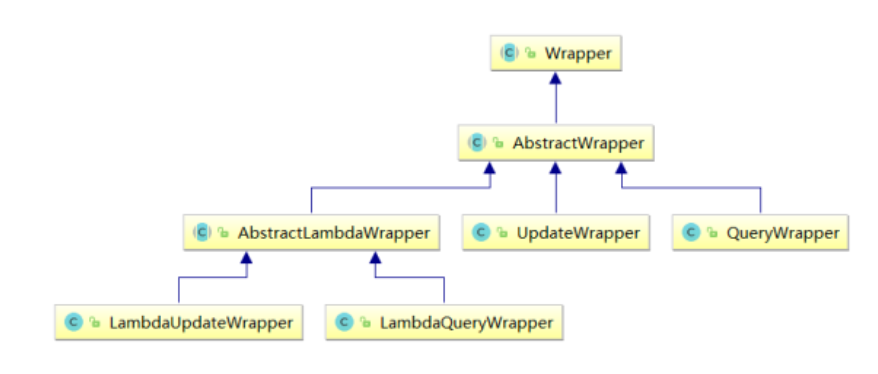 Wrapper
AbstractWrapper
AbstractLambdaWrapper
UpdateWrapper
QueryWrapper
LambdaUpdateWrapper
LambdaQueryWrapper